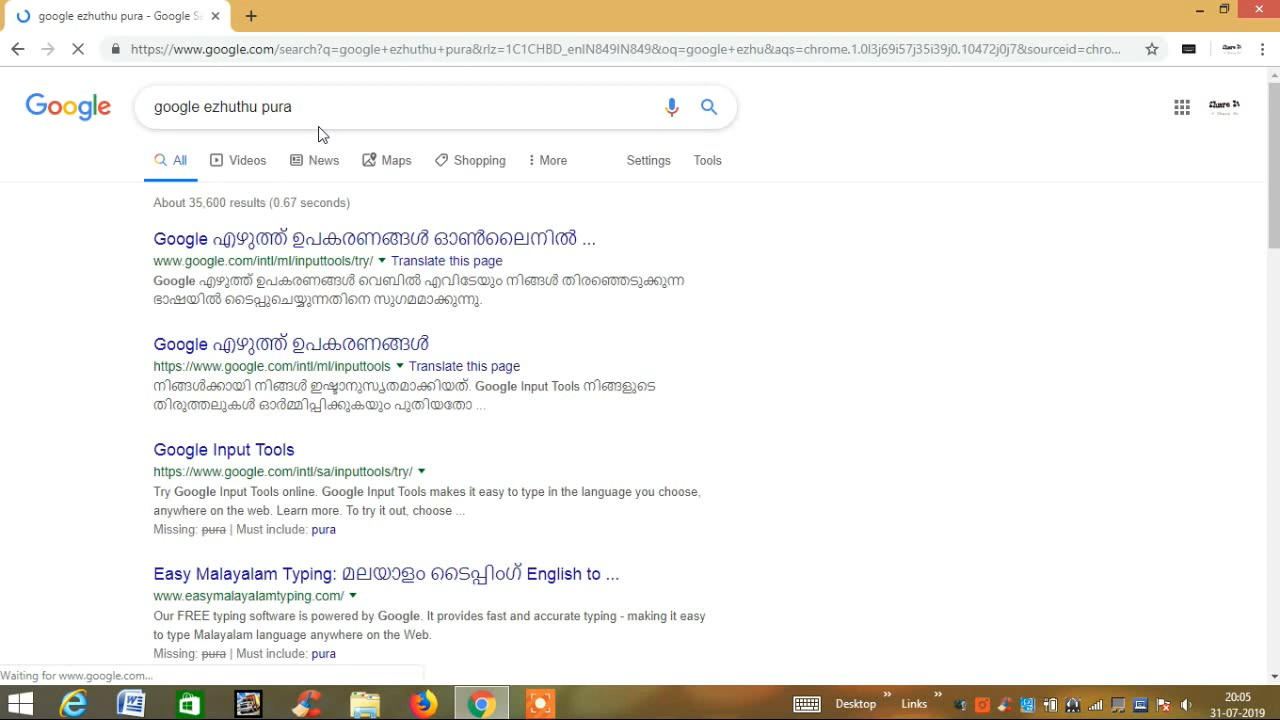 google ezhuthu pura - Google Se
https://www.google.com/search?q=google+ezhuthu+pura&rlz=1C1CHBD_enIN849IN849&oq=google+ezhu&aqs=chrome.1.0l3j69i57j35i39j0.10472j0j7&sourceid=chro...
Google
google ezhuthu pura
Share It
All Videos News Maps Shopping More Settings Tools
About 35,600 results (0.67 seconds)
Google എഴുത്ത് ഉപകരണങ്ങൾ ഓൺലൈനിൽ ...
www.google.com/intl/ml/inputtools/try/ Translate this page
Google എഴുത്ത് ഉപകരണങ്ങൾ വെബിൽ എവിടേയും നിങ്ങൾ തിരഞ്ഞെടുക്കുന്ന
ഭാഷയിൽ ടൈപ്പുചെയ്യുന്നതിനെ സുഗമമാക്കുന്നു.
Google എഴുത്ത് ഉപകരണങ്ങൾ
https://www.google.com/intl/ml/inputtools Translate this page
നിങ്ങൾക്കായി നിങ്ങൾ ഇഷ്ടാനുസൃതമാക്കിയത്. Google Input Tools നിങ്ങളുടെ
തിരുത്തലുകൾ ഓർമ്മിപ്പിക്കുകയും പുതിയതോ ...
Google Input Tools
https://www.google.com/intl/sa/inputtools/try/
Try Google Input Tools online. Google Input Tools makes it easy to type in the language you choose,
anywhere on the web. Learn more. To try it out, choose ...
Missing: pura | Must include: pura
Easy Malayalam Typing: മലയാളം ടൈപ്പിംഗ് English to ...
www.easymalayalamtyping.com/
Our FREE typing software is powered by Google. It provides fast and accurate typing - making it easy
to type Malayalam language anywhere on the Web.
Missing: pura | Must include: pura
Waiting for www.google.com...
Desktop » Links » 20:05
31-07-2019